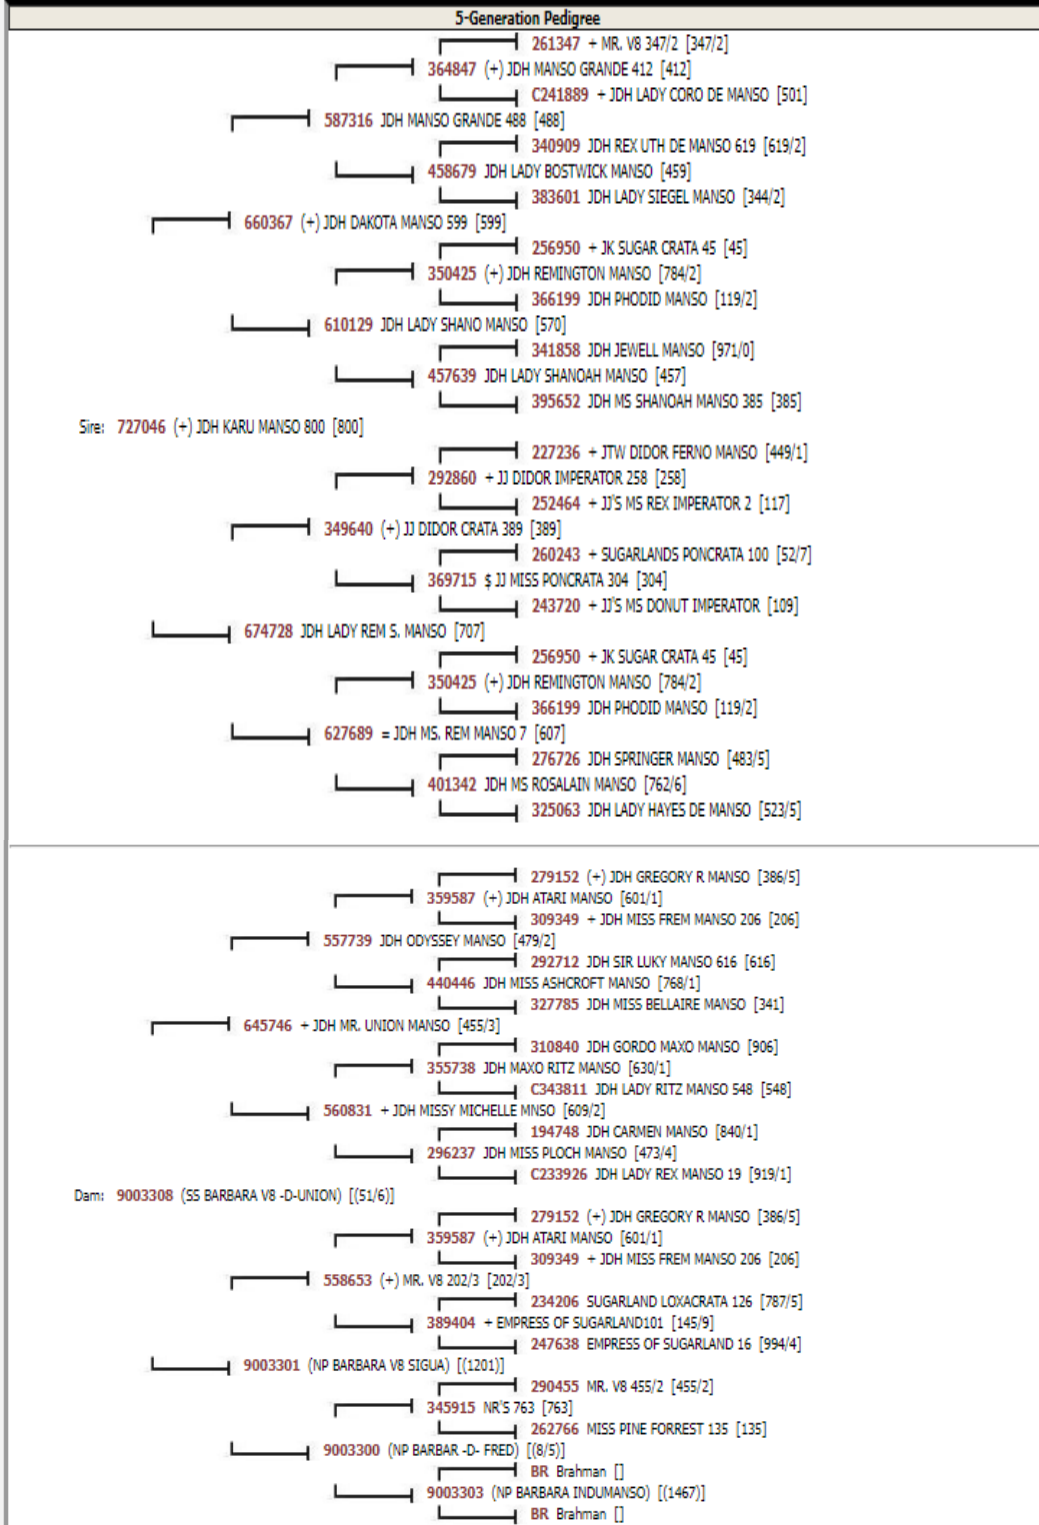 5-Generation Pedigree
261347 + MR. V8 347/2 [347/2]
364847 (+) JDH MANSO GRANDE 412 [412]
C241889 + JDH LADY CORO DE MANSO [501]
587316 JDH MANSO GRANDE 488 [488]
340909 JDH REX UTH DE MANSO 619 [619/2]
458679 JDH LADY BOSTWICK MANSO [459]
383601 JDH LADY SIEGEL MANSO [344/2]
660367 (+) JDH DAKOTA MANSO 599 [599]
256950 + JK SUGAR CRATA 45 [45]
350425 (+) JDH REMINGTON MANSO [784/2]
366199 JDH PHODID MANSO [119/2]
610129 JDH LADY SHANO MANSO [570]
341858 JDH JEWELL MANSO [971/0]
457639 JDH LADY SHANOAH MANSO [457]
395652 JDH MS SHANOAH MANSO 385 [385]
Sire: 727046 (+) JDH KARU MANSO 800 [800]
227236 + JTW DIDOR FERNO MANSO [449/1]
292860 + JJ DIDOR IMPERATOR 258 [258]
252464 + JJ'S MS REX IMPERATOR 2 [117]
349640 (+) JJ DIDOR CRATA 389 [389]
260243 + SUGARLANDS PONCRATA 100 [52/7]
369715 $ JJ MISS PONCRATA 304 [304]
243720 + JJ'S MS DONUT IMPERATOR [109]
674728 JDH LADY REM S. MANSO [707]
256950 + JK SUGAR CRATA 45 [45]
350425 (+) JDH REMINGTON MANSO [784/2]
366199 JDH PHODID MANSO [119/2]
627689 = JDH MS. REM MANSO 7 [607]
276726 JDH SPRINGER MANSO [483/5]
401342 JDH MS ROSALAIN MANSO [762/6]
325063 JDH LADY HAYES DE MANSO [523/5]
279152 (+) JDH GREGORY R MANSO [386/5]
359587 (+) JDH ATARI MANSO [601/1]
309349 + JDH MISS FREM MANSO 206 [206]
557739 JDH ODYSSEY MANSO [479/2]
292712 JDH SIR LUKY MANSO 616 [616]
440446 JDH MISS ASHCROFT MANSO [768/1]
327785 JDH MISS BELLAIRE MANSO [341]
645746 + JDH MR. UNION MANSO [455/3]
310840 JDH GORDO MAXO MANSO [906]
355738 JDH MAXO RITZ MANSO [630/1]
C343811 JDH LADY RITZ MANSO 548 [548]
560831 + JDH MISSY MICHELLE MNSO [609/2]
194748 JDH CARMEN MANSO [840/1]
296237 JDH MISS PLOCH MANSO [473/4]
C233926 JDH LADY REX MANSO 19 [919/1]
Dam: 9003308 (SS BARBARA V8 -D-UNION) [(51/6)]
279152 (+) JDH GREGORY R MANSO [386/5]
359587 (+) JDH ATARI MANSO [601/1]
309349 + JDH MISS FREM MANSO 206 [206]
558653 (+) MR. V8 202/3 [202/3]
234206 SUGARLAND LOXACRATA 126 [787/5]
389404 + EMPRESS OF SUGARLAND101 [145/9]
247638 EMPRESS OF SUGARLAND 16 [994/4]
9003301 (NP BARBARA V8 SIGUA) [(1201)]
290455 MR. V8 455/2 [455/2]
345915 NR'S 763 [763]
262766 MISS PINE FORREST 135 [135]
9003300 (NP BARBAR -D- FRED) [(8/5)]
BR Brahman []
9003303 (NP BARBARA INDUMANSO) [(1467)]
BR Brahman []